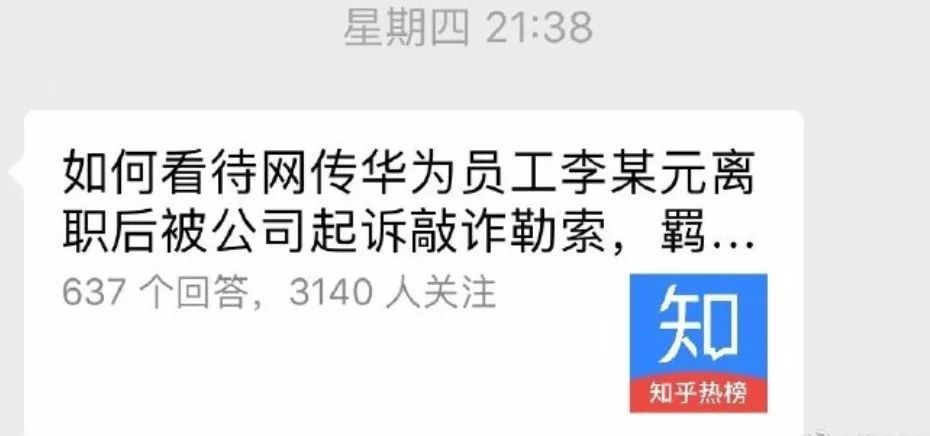 星期四 21:38
如何看待网传华为员工李某元离
职后被公司起诉敲诈勒索，羁...
637 个回答，3140 人关注
知
知乎热榜